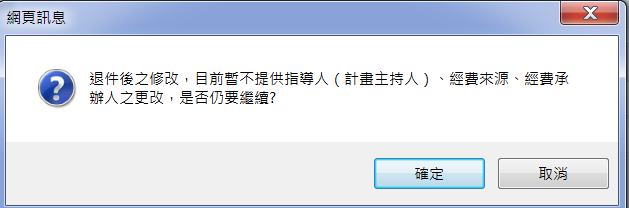 網頁訊息
退件後之修改，目前暫不提供指導人（計畫主持人）、經費來源、經費承
辦人之更改，是否仍要繼續?
確定
取消